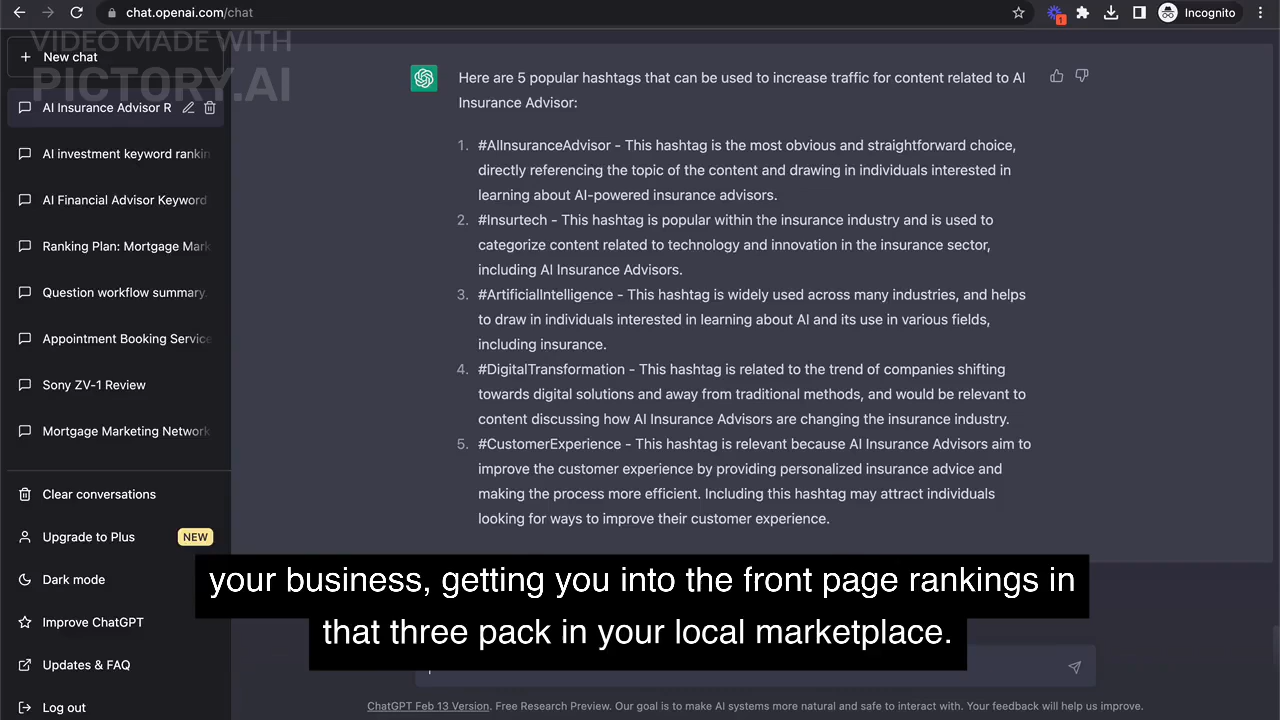 chat.openai.com/chat
Incognito
VIDEO MADE WITH
PICTORY.AI
New chat
AI Insurance Advisor R
AI investment keyword rankin
AI Financial Advisor Keyword
Ranking Plan: Mortgage Mark
Question workflow summary.
Appointment Booking Service
Sony ZV-1 Review
Mortgage Marketing Network
Clear conversations
Upgrade to Plus NEW
Dark mode
Improve ChatGPT
Updates & FAQ
Log out
Here are 5 popular hashtags that can be used to increase traffic for content related to AI
Insurance Advisor:
1. #AIInsuranceAdvisor - This hashtag is the most obvious and straightforward choice,
directly referencing the topic of the content and drawing in individuals interested in
learning about AI-powered insurance advisors.
2. #Insurtech - This hashtag is popular within the insurance industry and is used to
categorize content related to technology and innovation in the insurance sector,
including AI Insurance Advisors.
3. #ArtificialIntelligence - This hashtag is widely used across many industries, and helps
to draw in individuals interested in learning about AI and its use in various fields,
including insurance.
4. #DigitalTransformation - This hashtag is related to the trend of companies shifting
towards digital solutions and away from traditional methods, and would be relevant to
content discussing how AI Insurance Advisors are changing the insurance industry.
5. #CustomerExperience - This hashtag is relevant because AI Insurance Advisors aim to
improve the customer experience by providing personalized insurance advice and
making the process more efficient. Including this hashtag may attract individuals
looking for ways to improve their customer experience.
your business, getting you into the front page rankings in
that three pack in your local marketplace.
ChatGPT Feb 13 Version. Free Research Preview. Our goal is to make AI systems more natural and safe to interact with. Your feedback will help us improve.